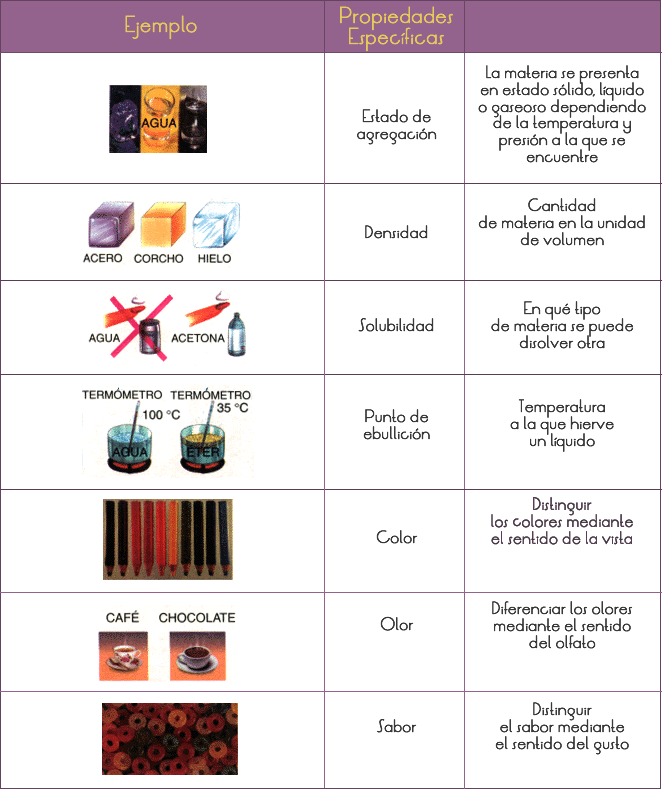 Ejemplo
Propiedades
Específicas
AGUA
Estado de
agregación
La materia se presenta
en estado sólido, líquido
o gaseoso dependiendo
de la temperatura y
presión a la que se
encuentre
ACERO CORCHO HIELO
Densidad
Cantidad
de materia en la unidad
de volumen
AGUA ACETONA
Solubilidad
En qué tipo
de materia se puede
disolver otra
TERMÓMETRO TERMÓMETRO
100 °C 35 °C
AGUA ETER
Punto de
ebullición
Temperatura
a la que hierve
un líquido
Color
Distinguir
los colores mediante
el sentido de la vista
CAFÉ CHOCOLATE
Olor
Diferenciar los olores
mediante el sentido
del olfato
Sabor
Distinguir
el sabor mediante
el sentido del gusto